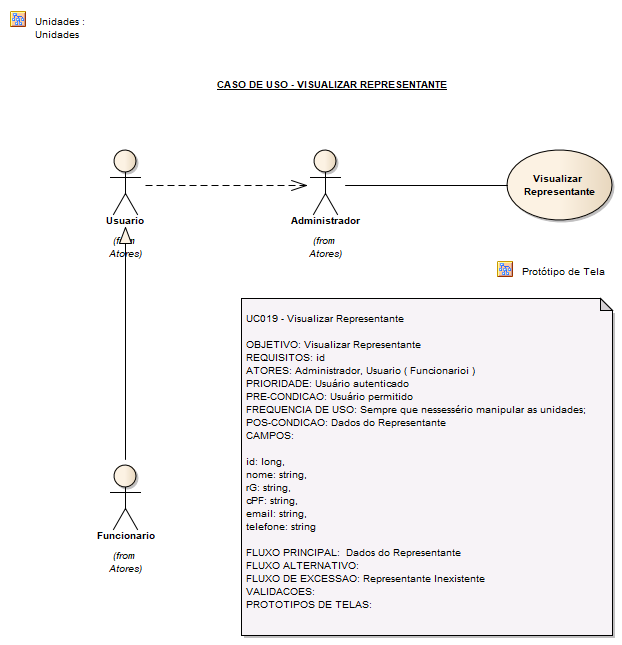 Unidades :
Unidades
CASO DE USO - VISUALIZAR REPRESENTANTE
Usuario
(from
Atores)
Administrador
(from
Atores)
Visualizar
Representante
Protótipo de Tela
UC019 - Visualizar Representante
OBJETIVO: Visualizar Representante
REQUISITOS: id
ATORES: Administrador, Usuario ( Funcionarioi )
PRIORIDADE: Usuário autenticado
PRE-CONDICAO: Usuário permitido
FREQUENCIA DE USO: Sempre que nessessério manipular as unidades;
POS-CONDICAO: Dados do Representante
CAMPOS:
id: long,
nome: string,
rG: string,
cPF: string,
email: string,
telefone: string
FLUXO PRINCIPAL:  Dados do Representante
FLUXO ALTERNATIVO:
FLUXO DE EXCESSAO: Representante Inexistente
VALIDACOES:
PROTOTIPOS DE TELAS:
Funcionario
(from
Atores)